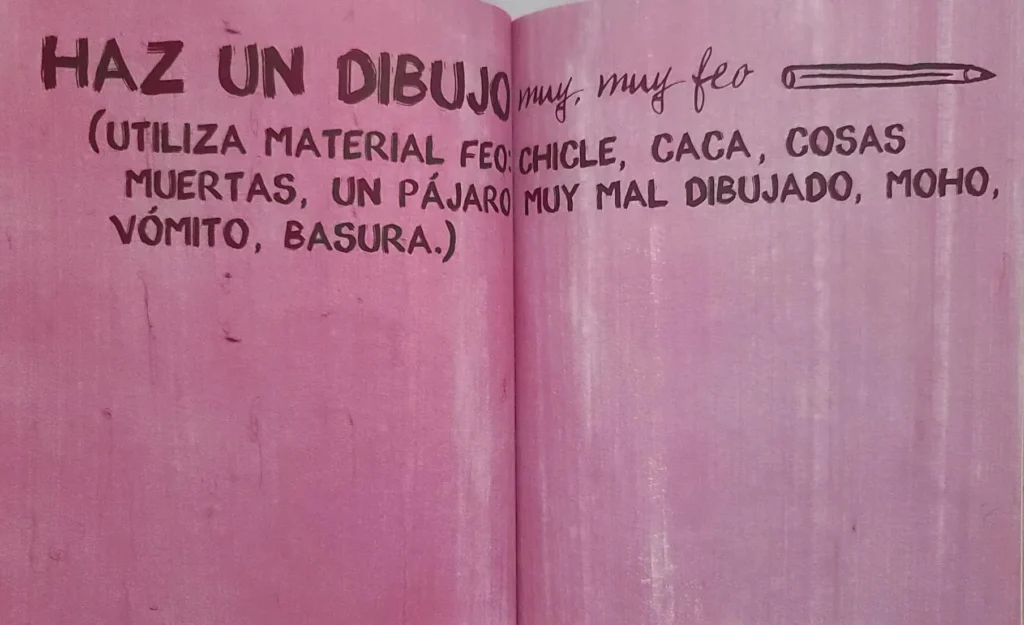 HAZ UN DIBUJO muy, muy feo
(UTILIZA MATERIAL FEO: CHICLE, CACA, COSAS
MUERTAS, UN PÁJARO MUY MAL DIBUJADO, MOHO,
VÓMITO, BASURA.)